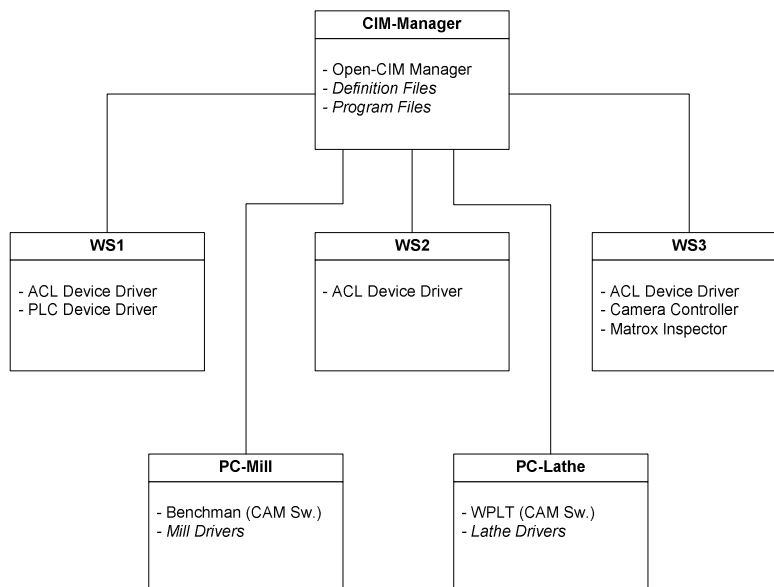 CIM-Manager
- Open-CIM Manager
- Definition Files
- Program Files
WS1
- ACL Device Driver
- PLC Device Driver
WS2
- ACL Device Driver
WS3
- ACL Device Driver
- Camera Controller
- Matrox Inspector
PC-Mill
- Benchman (CAM Sw.)
- Mill Drivers
PC-Lathe
- WPLT (CAM Sw.)
- Lathe Drivers